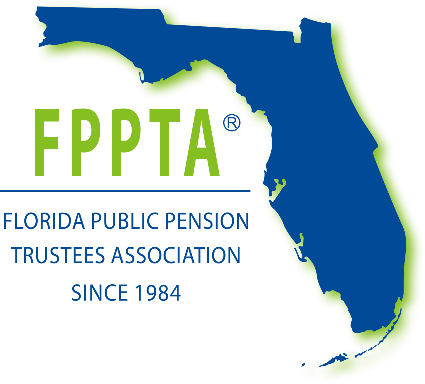 FPPTA®
FLORIDA PUBLIC PENSION
TRUSTEES ASSOCIATION
SINCE 1984